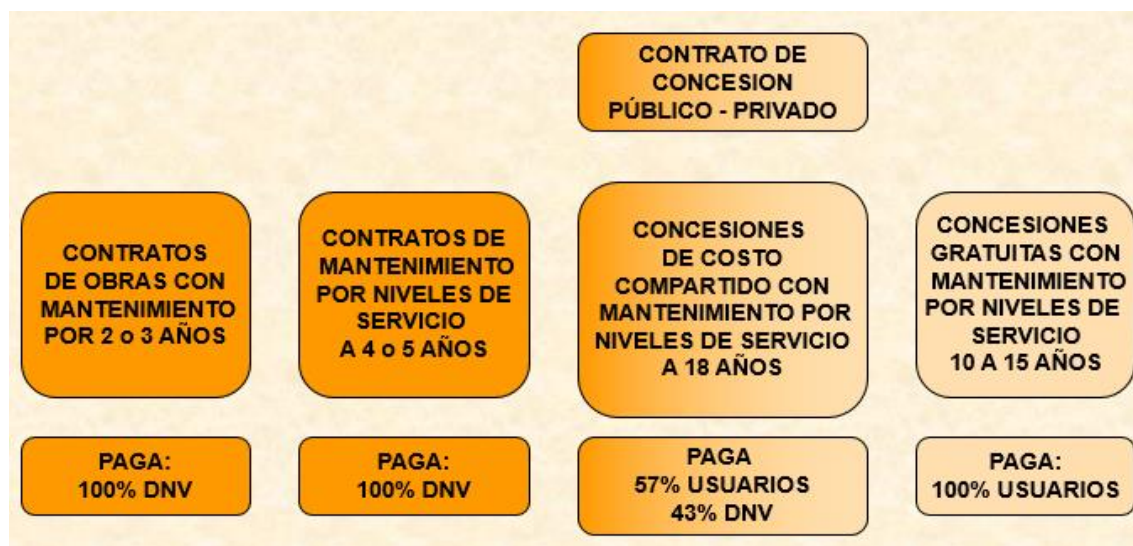 CONTRATO DE
CONCESION
PÚBLICO - PRIVADO
CONTRATOS
DE OBRAS CON
MANTENIMIENTO
POR 2 o 3 AÑOS
CONTRATOS DE
MANTENIMIENTO
POR NIVELES DE
SERVICIO
A 4 o 5 AÑOS
CONCESIONES
DE COSTO
COMPARTIDO CON
MANTENIMIENTO POR
NIVELES DE SERVICIO
A 18 AÑOS
CONCESIONES
GRATUITAS CON
MANTENIMIENTO
POR NIVELES DE
SERVICIO
10 A 15 AÑOS
PAGA:
100% DNV
PAGA:
100% DNV
PAGA
57% USUARIOS
43% DNV
PAGA:
100% USUARIOS